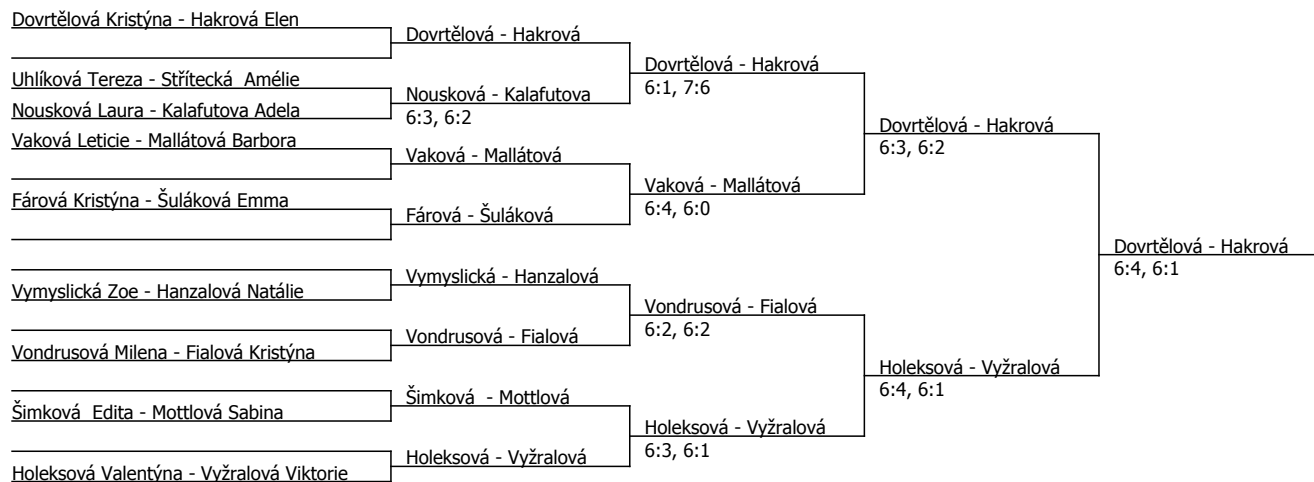 Dovrtělová Kristýna - Hakrová Elen
Uhlíková Tereza - Střítecká  Amélie
Nousková Laura - Kalafutova Adela
Vaková Leticie - Mallátová Barbora
Fárová Kristýna - Šuláková Emma
Vymyslická Zoe - Hanzalová Natálie
Vondrusová Milena - Fialová Kristýna
Šimková  Edita - Mottlová Sabina
Holeksová Valentýna - Vyžralová Viktorie
Dovrtělová - Hakrová
Nousková - Kalafutova
6:3, 6:2
Vaková - Mallátová
Fárová - Šuláková
Vymyslická - Hanzalová
Vondrusová - Fialová
Šimková  - Mottlová
Holeksová - Vyžralová
Dovrtělová - Hakrová
6:1, 7:6
Vaková - Mallátová
6:4, 6:0
Vondrusová - Fialová
6:2, 6:2
Holeksová - Vyžralová
6:3, 6:1
Dovrtělová - Hakrová
6:3, 6:2
Holeksová - Vyžralová
6:4, 6:1
Dovrtělová - Hakrová
6:4, 6:1